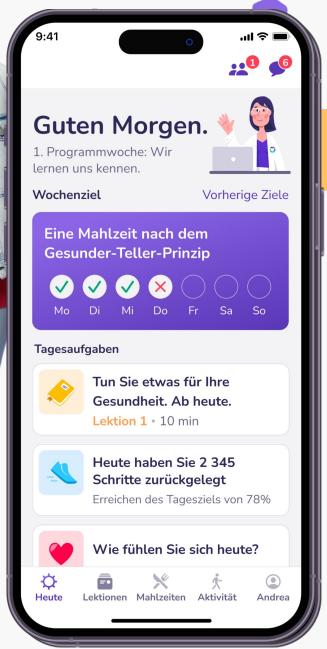 9:41
1
6
Guten Morgen.
1. Programmwoche: Wir
lernen uns kennen.
Wochenziel
Vorherige Ziele
Eine Mahlzeit nach dem
Gesunder-Teller-Prinzip
Mo Di Mi Do Fr Sa So
Tagesaufgaben
Tun Sie etwas für Ihre
Gesundheit. Ab heute.
Lektion 1 • 10 min
Heute haben Sie 2 345
Schritte zurückgelegt
Erreichen des Tagesziels von 78%
Wie fühlen Sie sich heute?
Heute Lektionen Mahlzeiten Aktivität Andrea